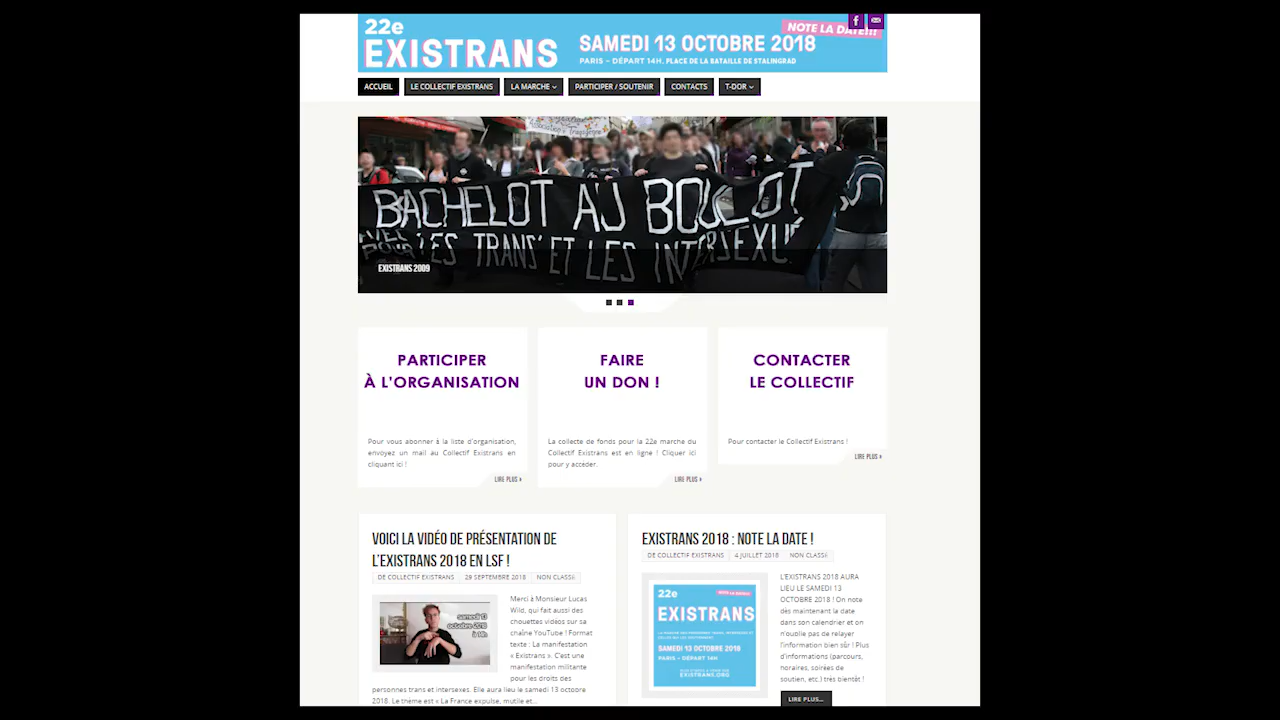 22e
EXISTRANS
SAMEDI 13 OCTOBRE 2018
PARIS – DÉPART 14H, PLACE DE LA BATAILLE DE STALINGRAD
NOTE LA DATE!!!
ACCUEIL
LE COLLECTIF EXISTRANS
LA MARCHE
PARTICIPER / SOUTENIR
CONTACTS
T-DOR
BACHELOT AU BOULOT
LES TRANS' ET LES INTERSEXUÉ
EXISTRANS 2009
PARTICIPER
À L'ORGANISATION
Pour vous abonner à la liste d'organisation,
envoyez un mail au Collectif Existrans en
cliquant ici !
LIRE PLUS »
FAIRE
UN DON !
La collecte de fonds pour la 22e marche du
Collectif Existrans est en ligne ! Cliquer ici
pour y accéder.
LIRE PLUS »
CONTACTER
LE COLLECTIF
Pour contacter le Collectif Existrans !
LIRE PLUS »
VOICI LA VIDÉO DE PRÉSENTATION DE
L'EXISTRANS 2018 EN LSF !
DE COLLECTIF EXISTRANS 29 SEPTEMBRE 2018 NON CLASSÉ
samedi 13
octobre 2018
à 14h
Merci à Monsieur Lucas
Wild, qui fait aussi des
chouettes vidéos sur sa
chaîne YouTube ! Format
texte : La manifestation
« Existrans ». C'est une
manifestation militante
pour les droits des
personnes trans et intersexes. Elle aura lieu le samedi 13 octobre
2018. Le thème est « La France expulse, mutile et...
EXISTRANS 2018 : NOTE LA DATE !
DE COLLECTIF EXISTRANS 4 JUILLET 2018 NON CLASSÉ
22e
EXISTRANS
SAMEDI 13 OCTOBRE 2018
PARIS – DÉPART 14H
EXISTRANS.ORG
L'EXISTRANS 2018 AURA
LIEU LE SAMEDI 13
OCTOBRE 2018 ! On note
dès maintenant la date
dans son calendrier et on
n'oublie pas de relayer
l'information bien sûr ! Plus
d'informations (parcours,
horaires, soirées de
soutien, etc.) très bientôt !
LIRE PLUS...